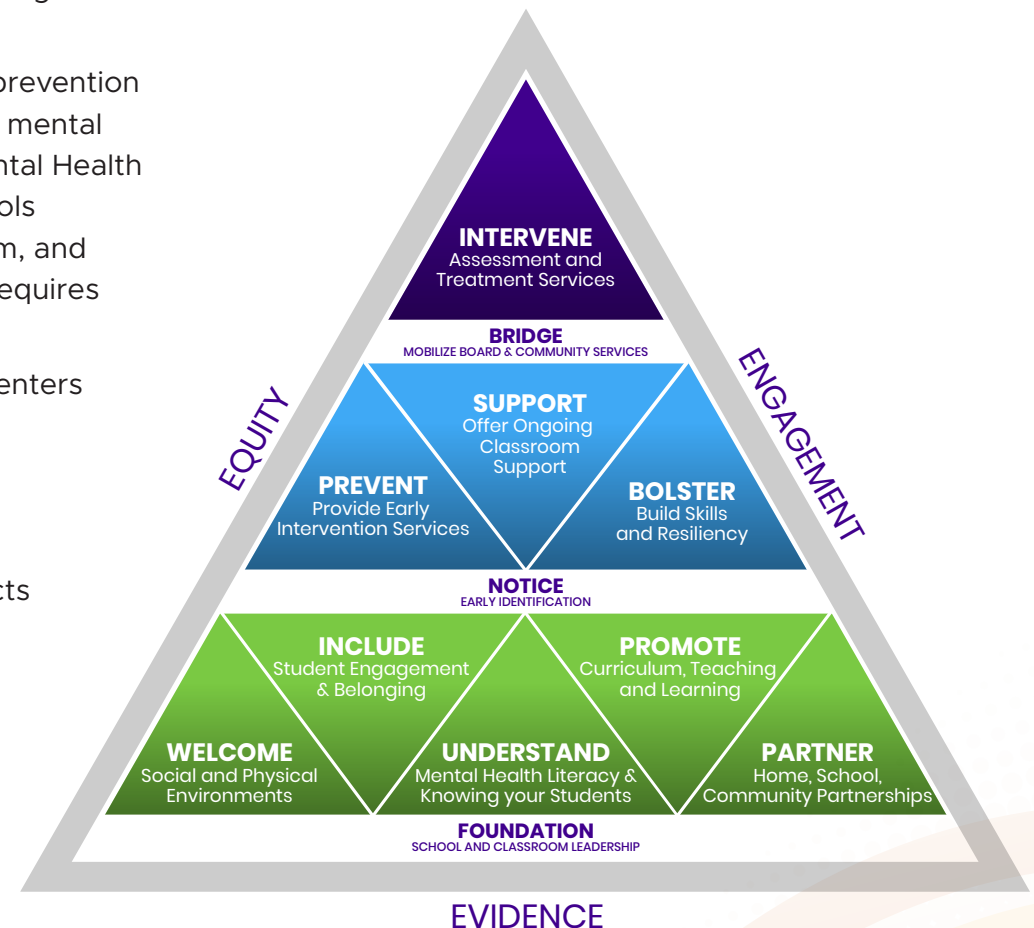 prevention
mental
ntal Health
ols
m, and
equires
enters
cts
INTERVENE
Assessment and
Treatment Services
BRIDGE
MOBILIZE BOARD & COMMUNITY SERVICES
EQUITY
ENGAGEMENT
SUPPORT
Offer Ongoing
Classroom
Support
PREVENT
Provide Early
Intervention Services
BOLSTER
Build Skills
and Resiliency
NOTICE
EARLY IDENTIFICATION
INCLUDE
Student Engagement
& Belonging
PROMOTE
Curriculum, Teaching
and Learning
WELCOME
Social and Physical
Environments
UNDERSTAND
Mental Health Literacy &
Knowing your Students
PARTNER
Home, School,
Community Partnerships
FOUNDATION
SCHOOL AND CLASSROOM LEADERSHIP
EVIDENCE